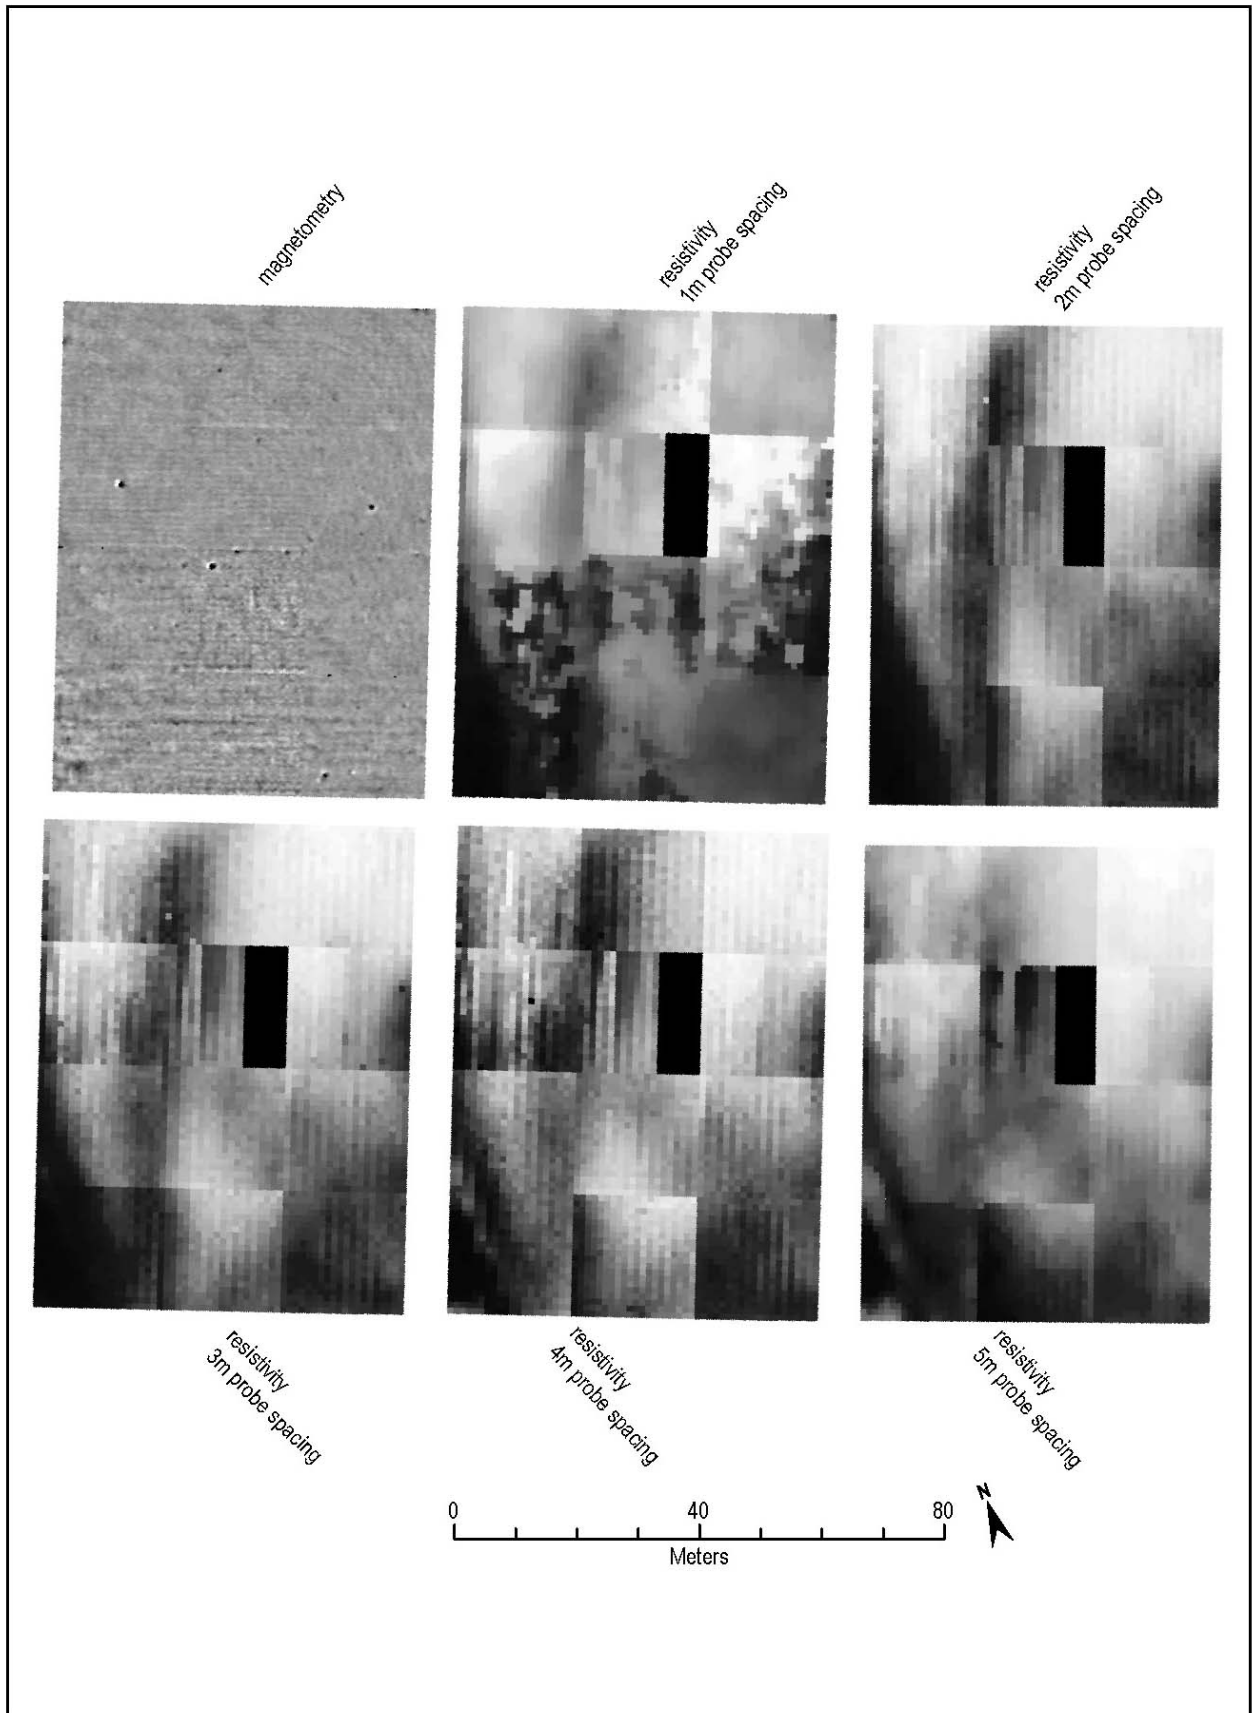 magnetometry
resistivity
1m probe spacing
resistivity
2m probe spacing
resistivity
3m probe spacing
resistivity
4m probe spacing
resistivity
5m probe spacing
N
0 40 80
Meters